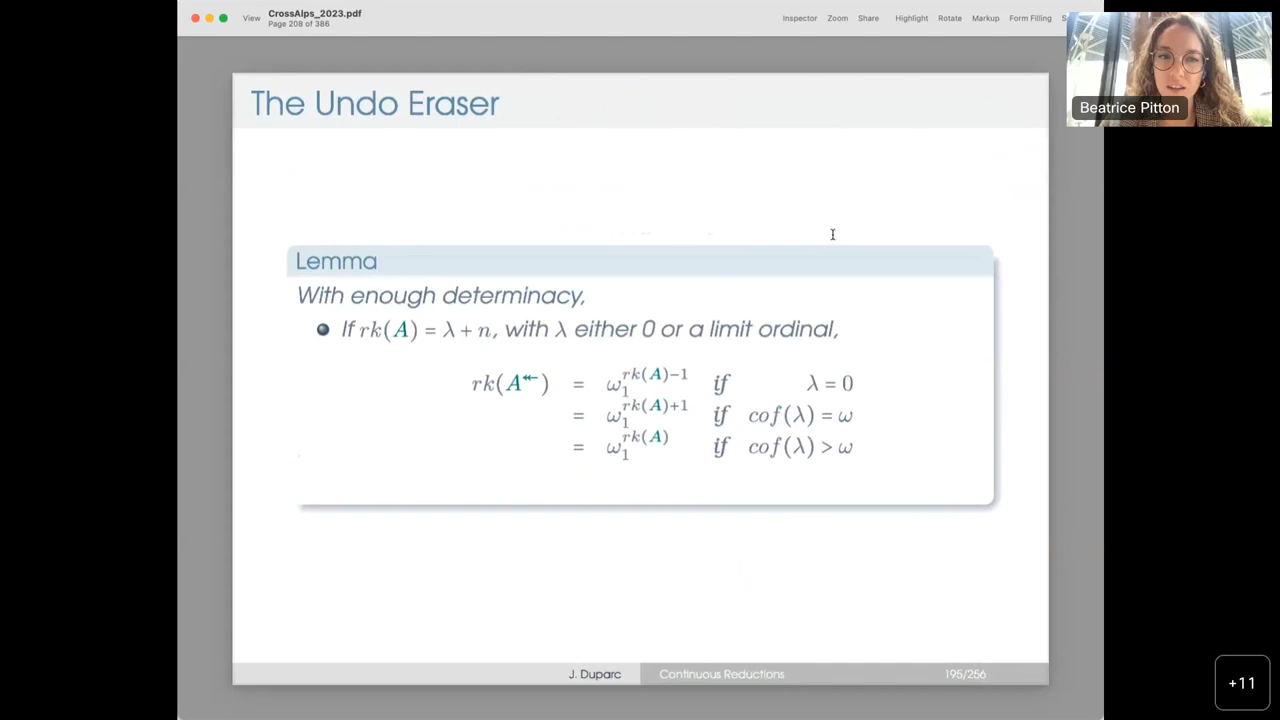 View
CrossAlps_2023.pdf
Page 208 of 386
Inspector Zoom Share Highlight Rotate Markup Form Filling
Beatrice Pitton
The Undo Eraser
Lemma
With enough determinacy,
If rk(A) = λ + n, with λ either 0 or a limit ordinal,
rk(A^↞) = ω₁^{rk(A)−1} if λ = 0
= ω₁^{rk(A)+1} if cof(λ) = ω
= ω₁^{rk(A)} if cof(λ) > ω
J. Duparc Continuous Reductions 195/256
+11